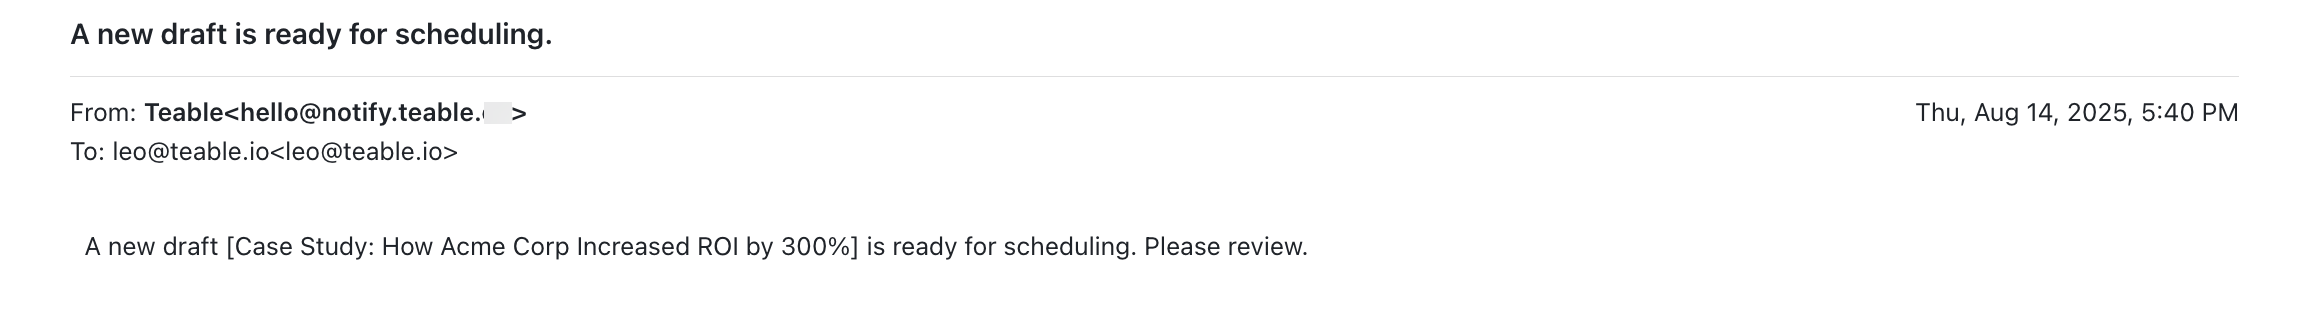 A new draft is ready for scheduling.
From: Teable<hello@notify.teable. >
Thu, Aug 14, 2025, 5:40 PM
To: leo@teable.io<leo@teable.io>
A new draft [Case Study: How Acme Corp Increased ROI by 300%] is ready for scheduling. Please review.